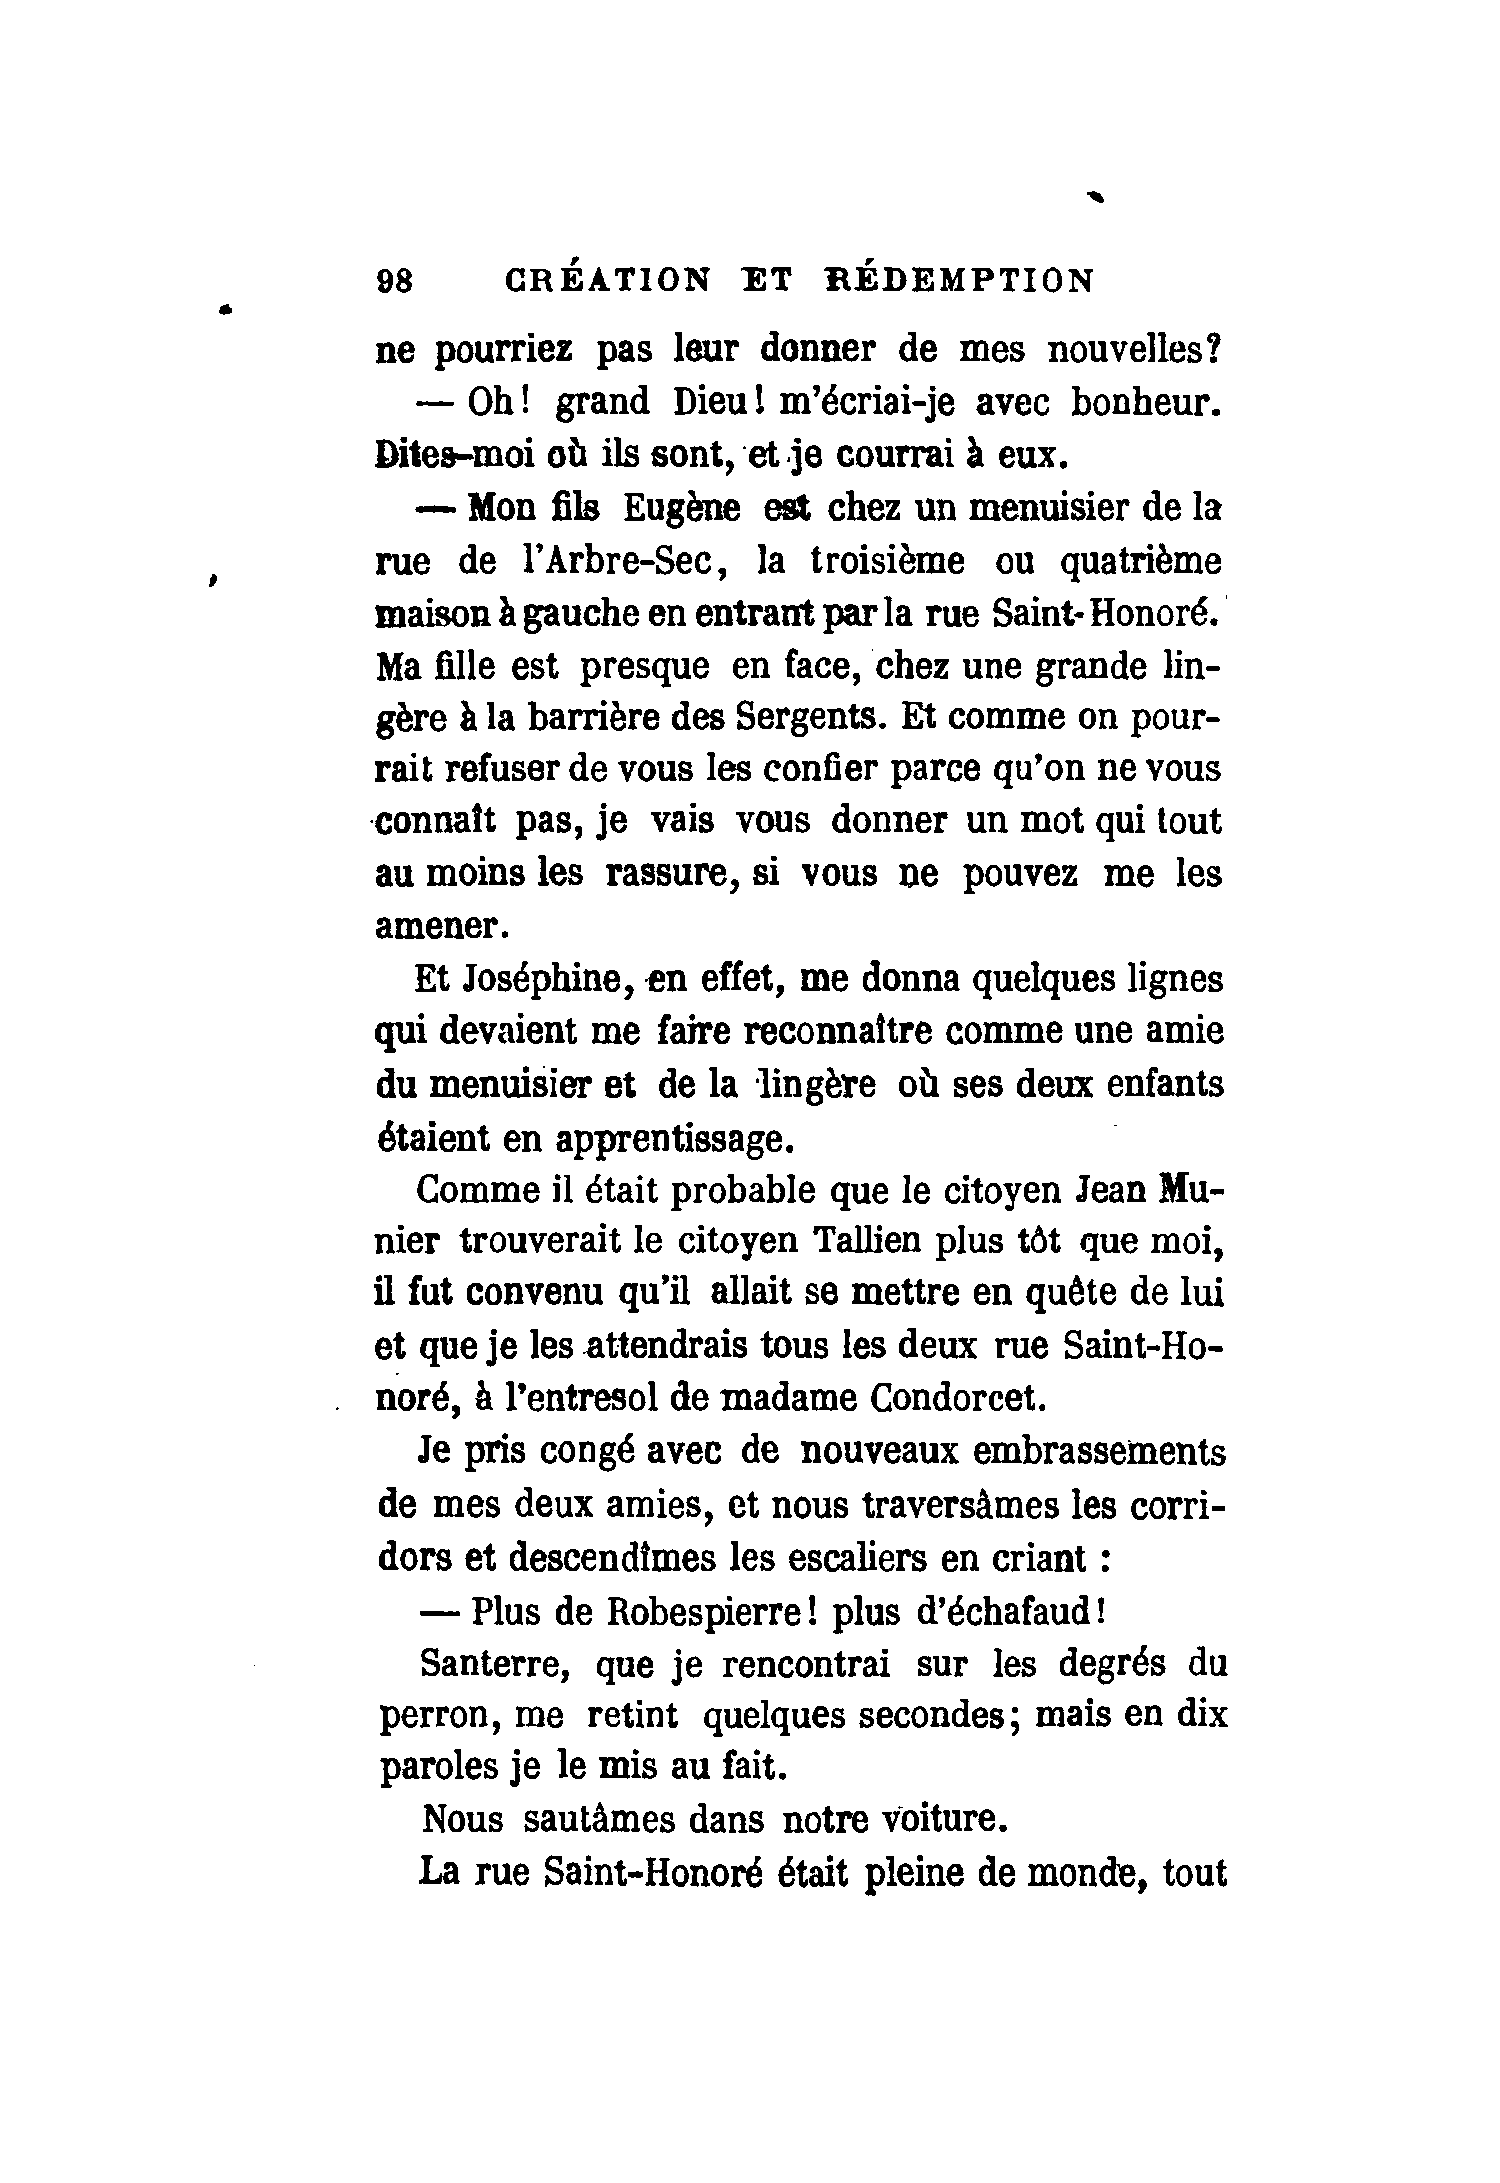 98 CRÉATION ET RÉDEMPTION
ne pourriez pas leur donner de mes nouvelles?
— Oh! grand Dieu! m'écriai-je avec bonheur.
Dites-moi où ils sont, et je courrai à eux.
— Mon fils Eugène est chez un menuisier de la
rue de l'Arbre-Sec, la troisième ou quatrième
maison à gauche en entrant par la rue Saint-Honoré.
Ma fille est presque en face, chez une grande lin-
gère à la barrière des Sergents. Et comme on pour-
rait refuser de vous les confier parce qu'on ne vous
connaît pas, je vais vous donner un mot qui tout
au moins les rassure, si vous ne pouvez me les
amener.
Et Joséphine, en effet, me donna quelques lignes
qui devaient me faire reconnaître comme une amie
du menuisier et de la lingère où ses deux enfants
étaient en apprentissage.
Comme il était probable que le citoyen Jean Mu-
nier trouverait le citoyen Tallien plus tôt que moi,
il fut convenu qu'il allait se mettre en quête de lui
et que je les attendrais tous les deux rue Saint-Ho-
noré, à l'entresol de madame Condorcet.
Je pris congé avec de nouveaux embrassements
de mes deux amies, et nous traversâmes les corri-
dors et descendîmes les escaliers en criant :
— Plus de Robespierre! plus d'échafaud!
Santerre, que je rencontrai sur les degrés du
perron, me retint quelques secondes; mais en dix
paroles je le mis au fait.
Nous sautâmes dans notre voiture.
La rue Saint-Honoré était pleine de monde, tout